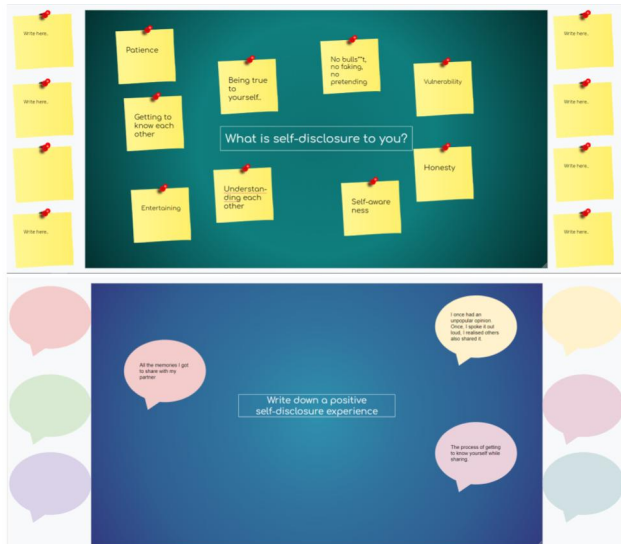 Write here,
Write here,
Write here,
Patience
Being true
to
yourself,
No bulls**t,
no faking,
no
pretending
Vulnerability
Getting to
know each
other
What is self-disclosure to you?
Honesty
Entertaining
Understan-
ding each
other
Self-aware
ness
Write here,
Write here,
Write here,
Write here,
All the memories I got
to share with my
partner
I once had an
unpopular opinion.
Once, I spoke it out
loud, I realised others
also shared it.
Write down a positive
self-disclosure experience
The process of getting
to know yourself while
sharing.